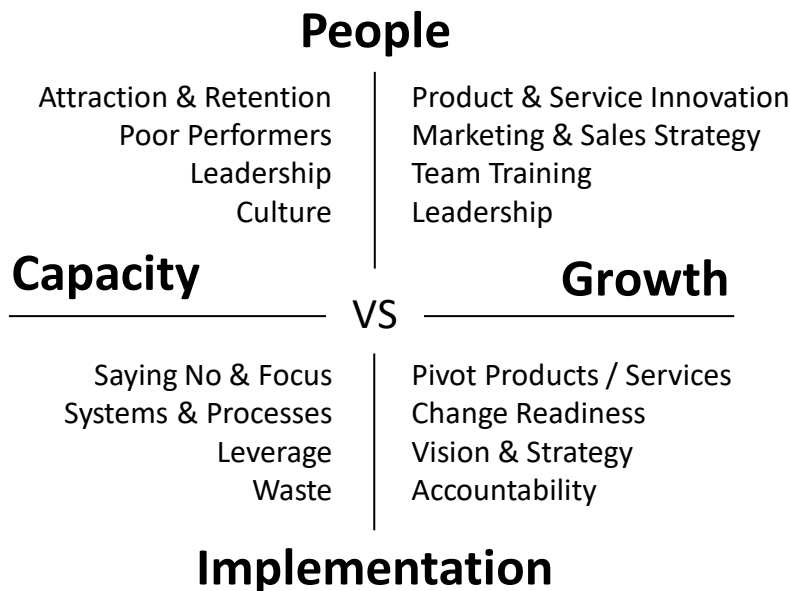 People
Attraction & Retention
Poor Performers
Leadership
Culture
Product & Service Innovation
Marketing & Sales Strategy
Team Training
Leadership
Capacity
VS
Growth
Saying No & Focus
Systems & Processes
Leverage
Waste
Pivot Products / Services
Change Readiness
Vision & Strategy
Accountability
Implementation